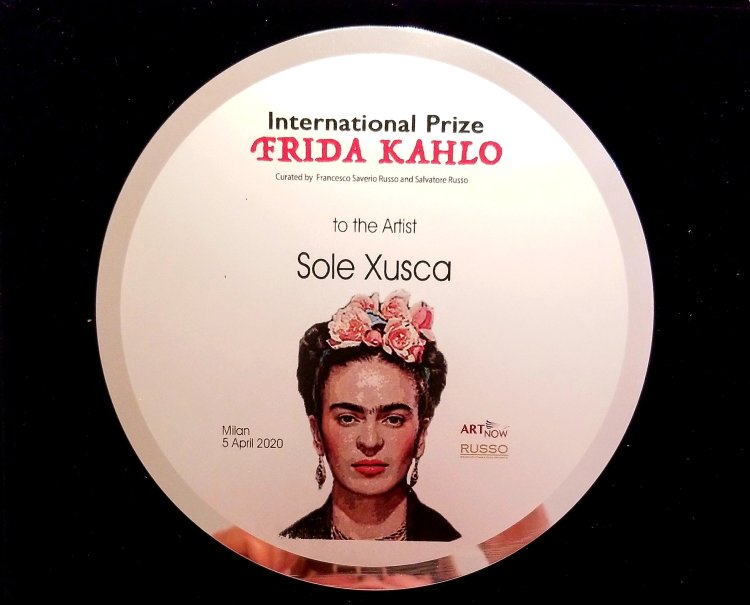 International Prize
FRIDA KAHLO
Curated by Francesco Saverio Russo and Salvatore Russo
to the Artist
Sole Xusca
Milan
5 April 2020
ART NOW
RUSSO